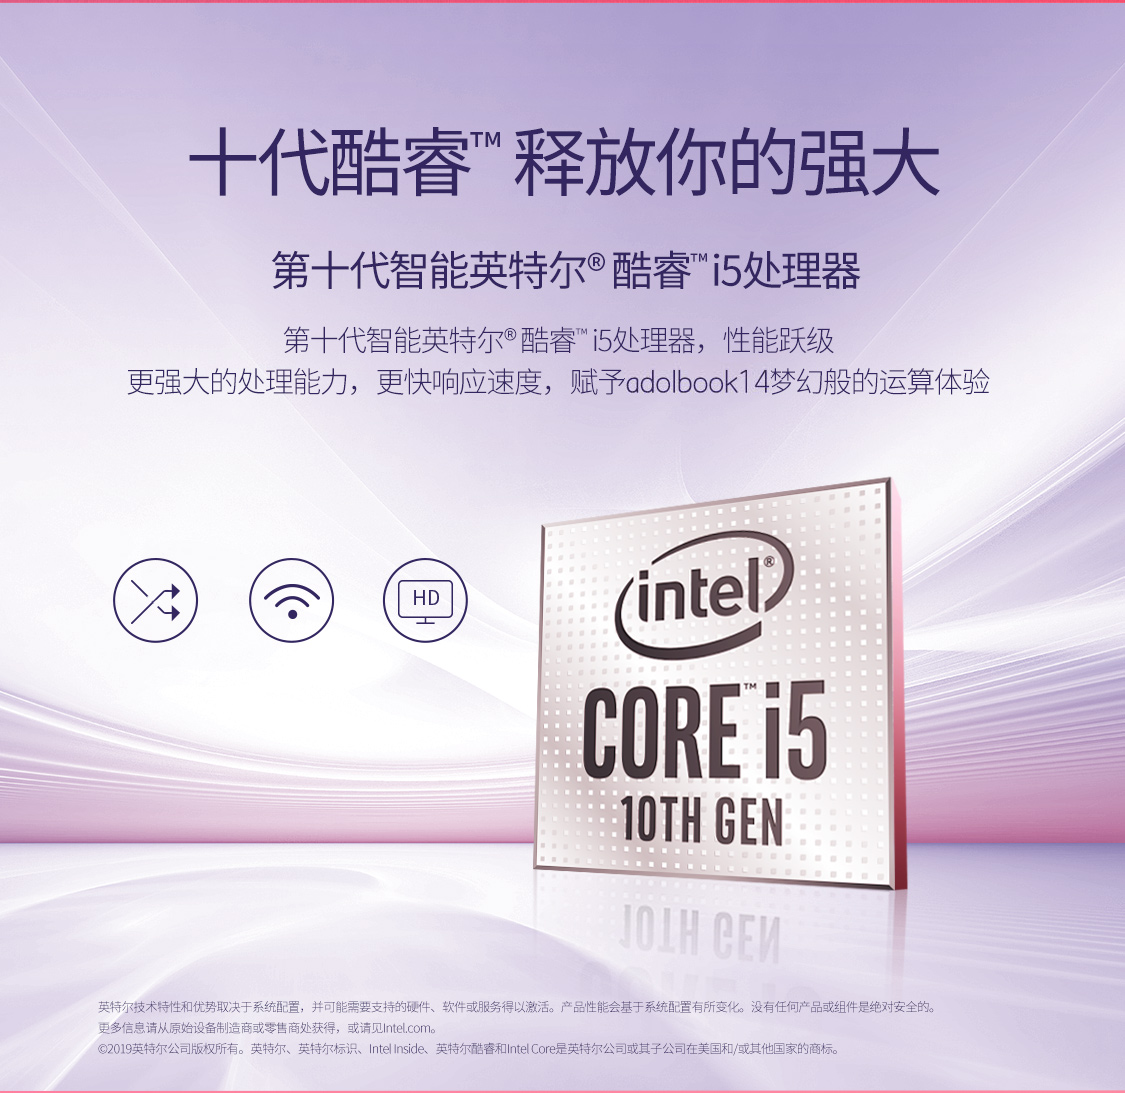 十代酷睿™ 释放你的强大
第十代智能英特尔® 酷睿™ i5处理器
第十代智能英特尔® 酷睿™ i5处理器，性能跃级
更强大的处理能力，更快响应速度，赋予adolbook14梦幻般的运算体验
HD
intel®
CORE™ i5
10TH GEN
英特尔技术特性和优势取决于系统配置，并可能需要支持的硬件、软件或服务得以激活。产品性能会基于系统配置有所变化。没有任何产品或组件是绝对安全的。
更多信息请从原始设备制造商或零售商处获得，或请见Intel.com。
©2019英特尔公司版权所有。英特尔、英特尔标识、Intel Inside、英特尔酷睿和Intel Core是英特尔公司或其子公司在美国和/或其他国家的商标。